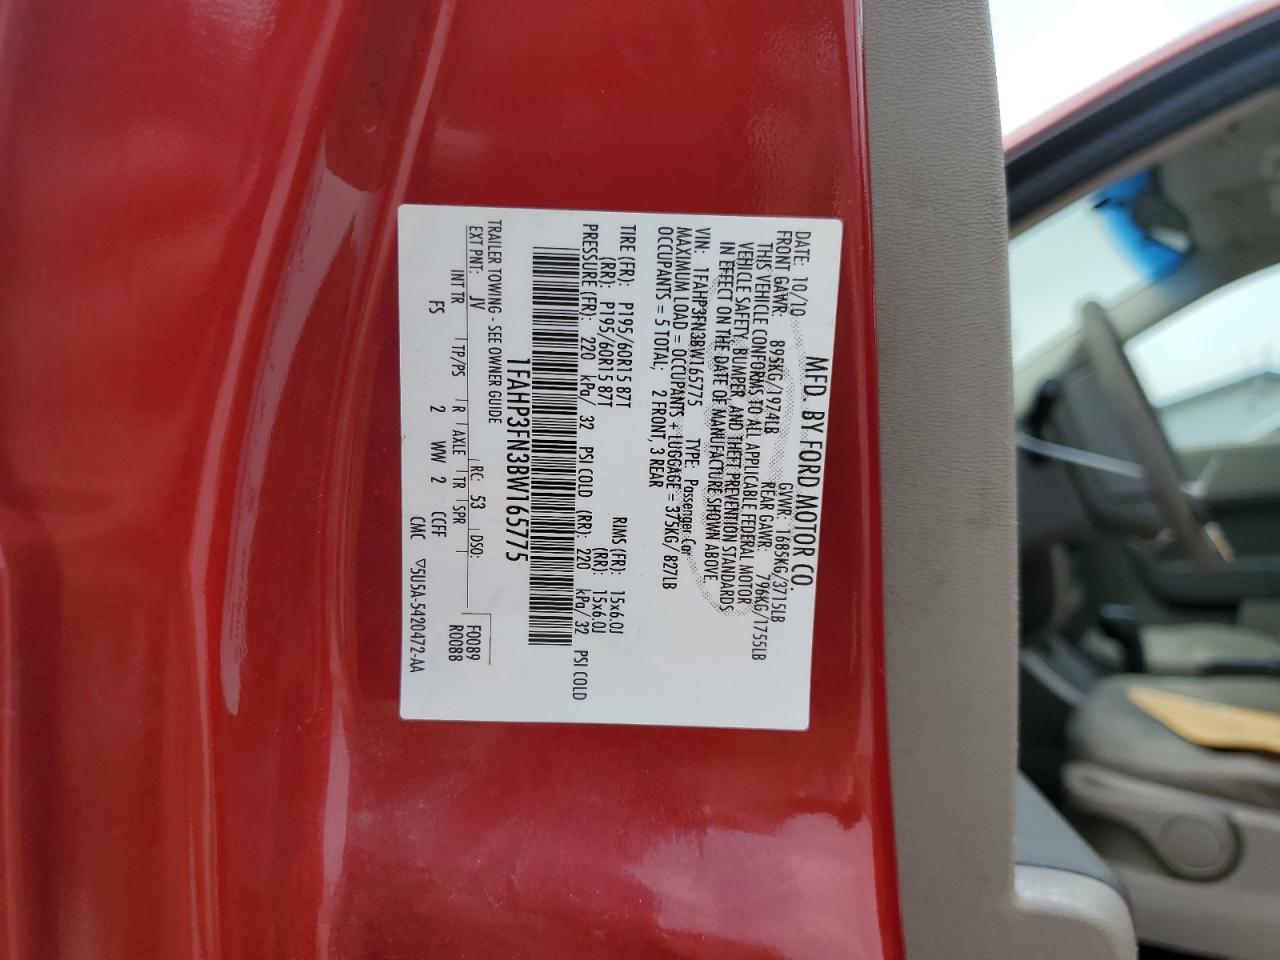 MFD. BY FORD MOTOR CO.
DATE: 10/10 GVWR: 1685KG/3715LB
FRONT GAWR: 895KG/1974LB REAR GAWR: 796KG/1755LB
THIS VEHICLE CONFORMS TO ALL APPLICABLE FEDERAL MOTOR
VEHICLE SAFETY, BUMPER, AND THEFT PREVENTION STANDARDS
IN EFFECT ON THE DATE OF MANUFACTURE SHOWN ABOVE.
VIN: 1FAHP3FN3BW165775 TYPE: Passenger Car
MAXIMUM LOAD = OCCUPANTS + LUGGAGE = 375KG/ 827LB
OCCUPANTS = 5 TOTAL; 2 FRONT, 3 REAR
TIRE (FR): P195/60R15 87T RIMS (FR): 15x6.0J
(RR): P195/60R15 87T (RR): 15x6.0J
PRESSURE (FR): 220 kPa/ 32 PSI COLD (RR): 220 kPa/ 32 PSI COLD
1FAHP3FN3BW165775
TRAILER TOWING - SEE OWNER GUIDE
EXT PNT: JV RC: 53 DSO: F0089
INT TR TP/PS R AXLE TR SPR R0088
FS 2 WW 2 CCFF
CMC ▽5U5A-5420472-AA